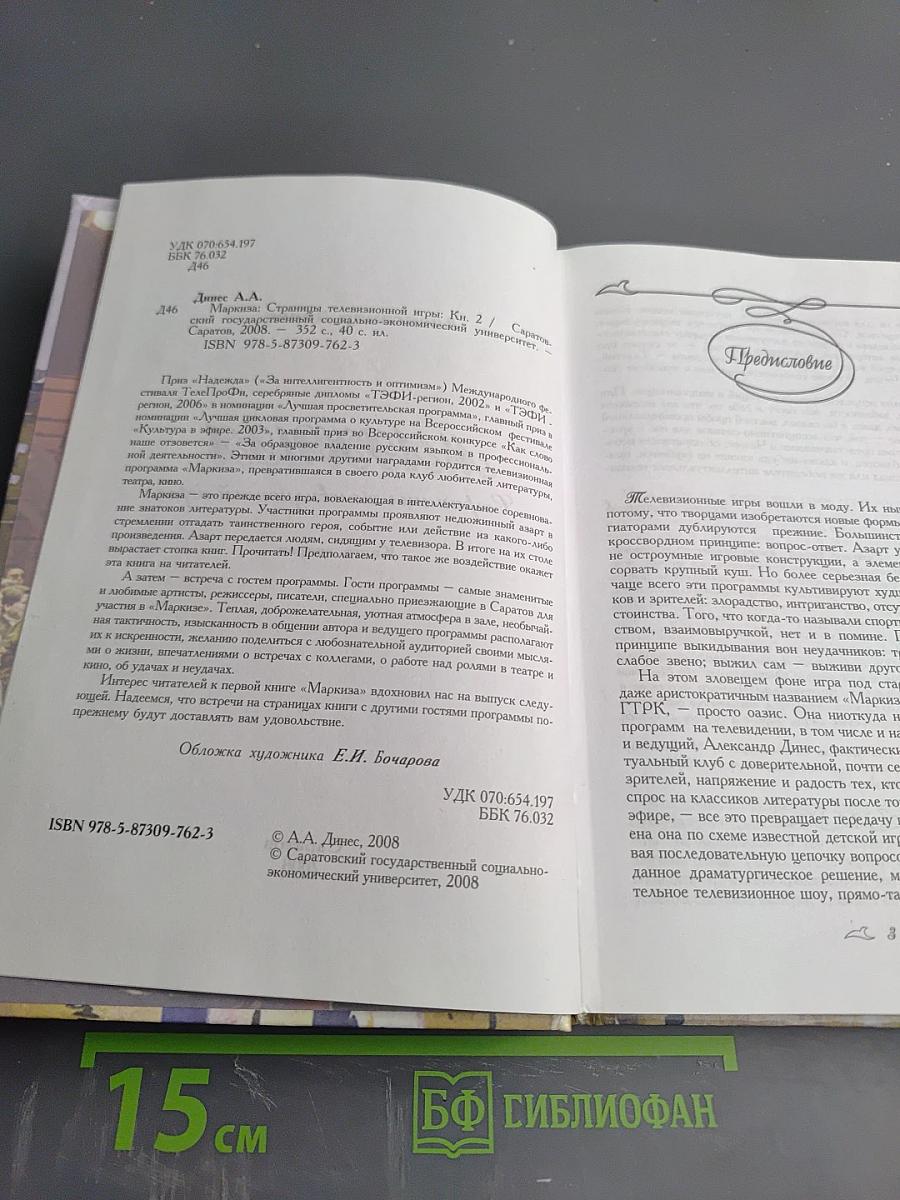 УДК 070:654.197
ББК 76.032
Д46
Динес А.А.
Д46 Маркиза: Страницы телевизионной игры: Кн. 2 / Саратов-
ский государственный социально-экономический университет. –
Саратов, 2008. – 352 с., 40 с. ил.
ISBN 978-5-87309-762-3
Приз «Надежда» («За интеллигентность и оптимизм») Международного фе-
стиваля ТелеПроФи, серебряные дипломы «ТЭФИ-регион, 2002» и «ТЭФИ -
регион, 2006» в номинации «Лучшая просветительская программа», главный приз в
номинации «Лучшая цикловая программа о культуре на Всероссийском фестивале
«Культура в эфире. 2003», главный приз во Всероссийском конкурсе «Как слово
наше отзовется» – «За образцовое владение русским языком в профессиональ-
ной деятельности». Этими и многими другими наградами гордится телевизионная
программа «Маркиза», превратившаяся в своего рода клуб любителей литературы,
театра, кино.
Маркиза – это прежде всего игра, вовлекающая в интеллектуальное соревнова-
ние знатоков литературы. Участники программы проявляют недюжинный азарт в
стремлении отгадать таинственного героя, событие или действие из какого-либо
произведения. Азарт передается людям, сидящим у телевизора. В итоге на их столе
вырастает стопка книг. Прочитать! Предполагаем, что такое же воздействие окажет
эта книга на читателей.
А затем – встреча с гостем программы. Гости программы – самые знаменитые
и любимые артисты, режиссеры, писатели, специально приезжающие в Саратов для
участия в «Маркизе». Теплая, доброжелательная, уютная атмосфера в зале, необычай-
ная тактичность, изысканность в общении автора и ведущего программы располагают
их к искренности, желанию поделиться с любознательной аудиторией своими мысля-
ми о жизни, впечатлениями о встречах с коллегами, о работе над ролями в театре и
кино, об удачах и неудачах.
Интерес читателей к первой книге «Маркиза» вдохновил нас на выпуск следу-
ющей. Надеемся, что встречи на страницах книги с другими гостями программы по-
прежнему будут доставлять вам удовольствие.
Обложка художника Е.И. Бочарова
УДК 070:654.197
ББК 76.032
ISBN 978-5-87309-762-3
© А.А. Динес, 2008
© Саратовский государственный социально-
экономический университет, 2008
Предисловие
Телевизионные игры вошли в моду. Их ны
потому, что творцами изобретаются новые формы
гиаторами дублируются прежние. Большинст
кроссвордном принципе: вопрос-ответ. Азарт у
не остроумные игровые конструкции, а элеме
сорвать крупный куш. Но более серьезная бе
чаще всего эти программы культивируют худ
ков и зрителей: злорадство, интриганство, отсу
стоинства. Того, что когда-то называли спорт
ством, взаимовыручкой, нет и в помине.
принципе выкидывания вон неудачников: т
слабое звено; выжил сам – выживи друго
На этом зловещем фоне игра под стар
даже аристократичным названием «Маркиз
ГТРК, – просто оазис. Она ниоткуда н
программ на телевидении, в том числе и на
и ведущий, Александр Динес, фактически
туальный клуб с доверительной, почти се
зрителей, напряжение и радость тех, кто
спрос на классиков литературы после то
эфире, – все это превращает передачу
ена она по схеме известной детской игр
вая последовательную цепочку вопросо
данное драматургическое решение, м
тельное телевизионное шоу, прямо-та
3
15 см
БФ
БИБЛИОФАН